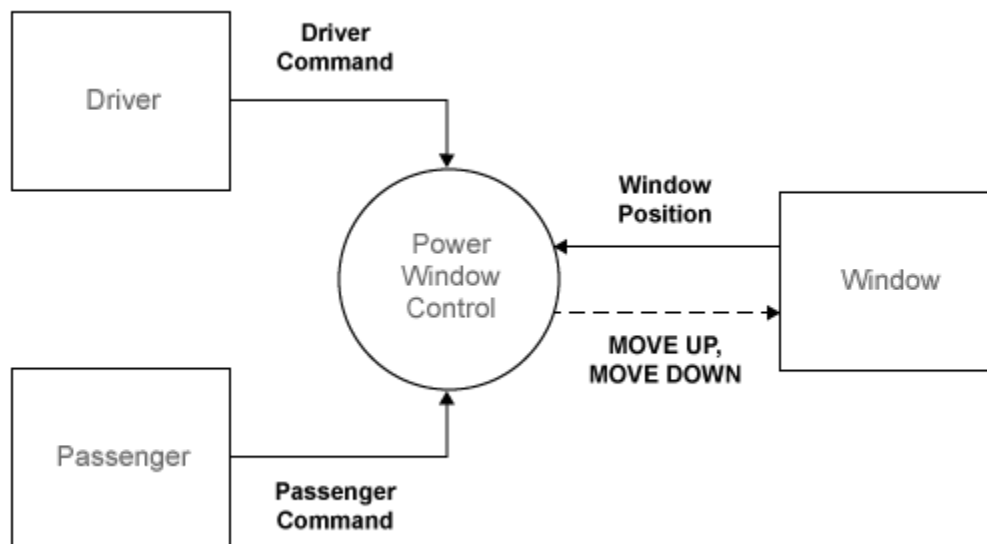 Driver
Command
Driver
Window
Position
Power
Window
Control
Window
MOVE UP,
MOVE DOWN
Passenger
Passenger
Command